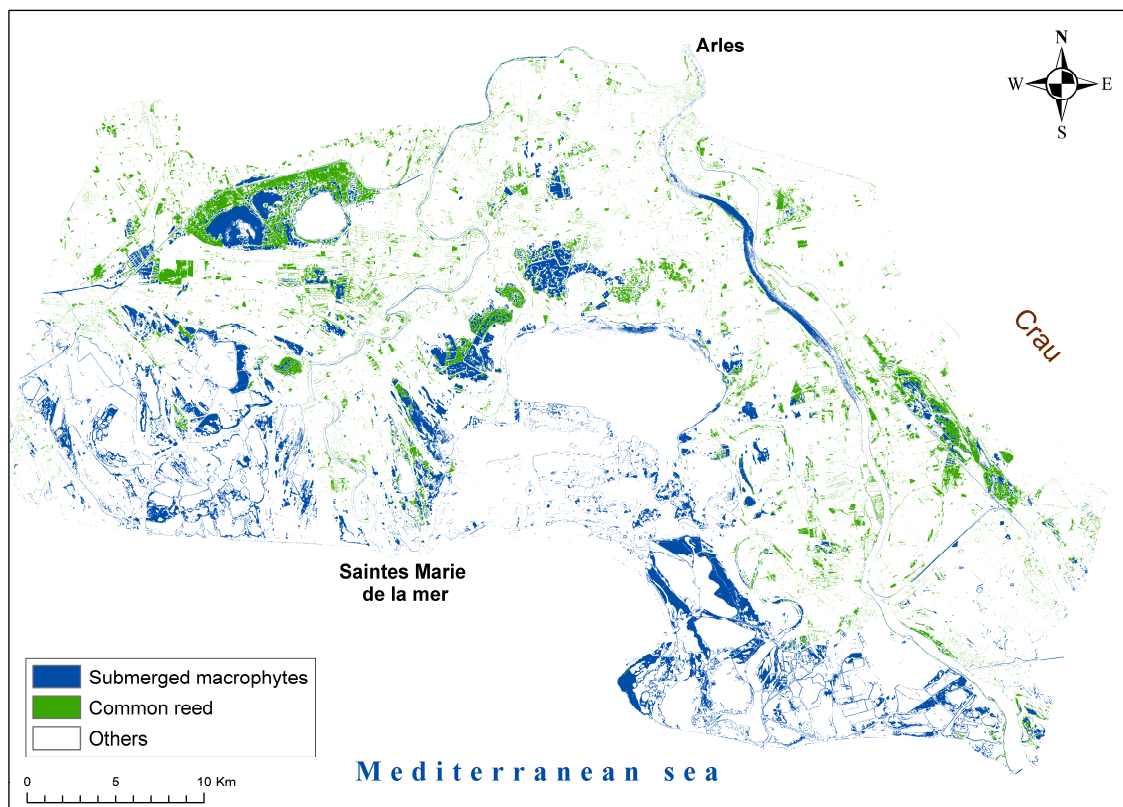 Arles
N
W E
S
Crau
Saintes Marie
de la mer
Submerged macrophytes
Common reed
Others
0 5 10 Km
Mediterranean sea